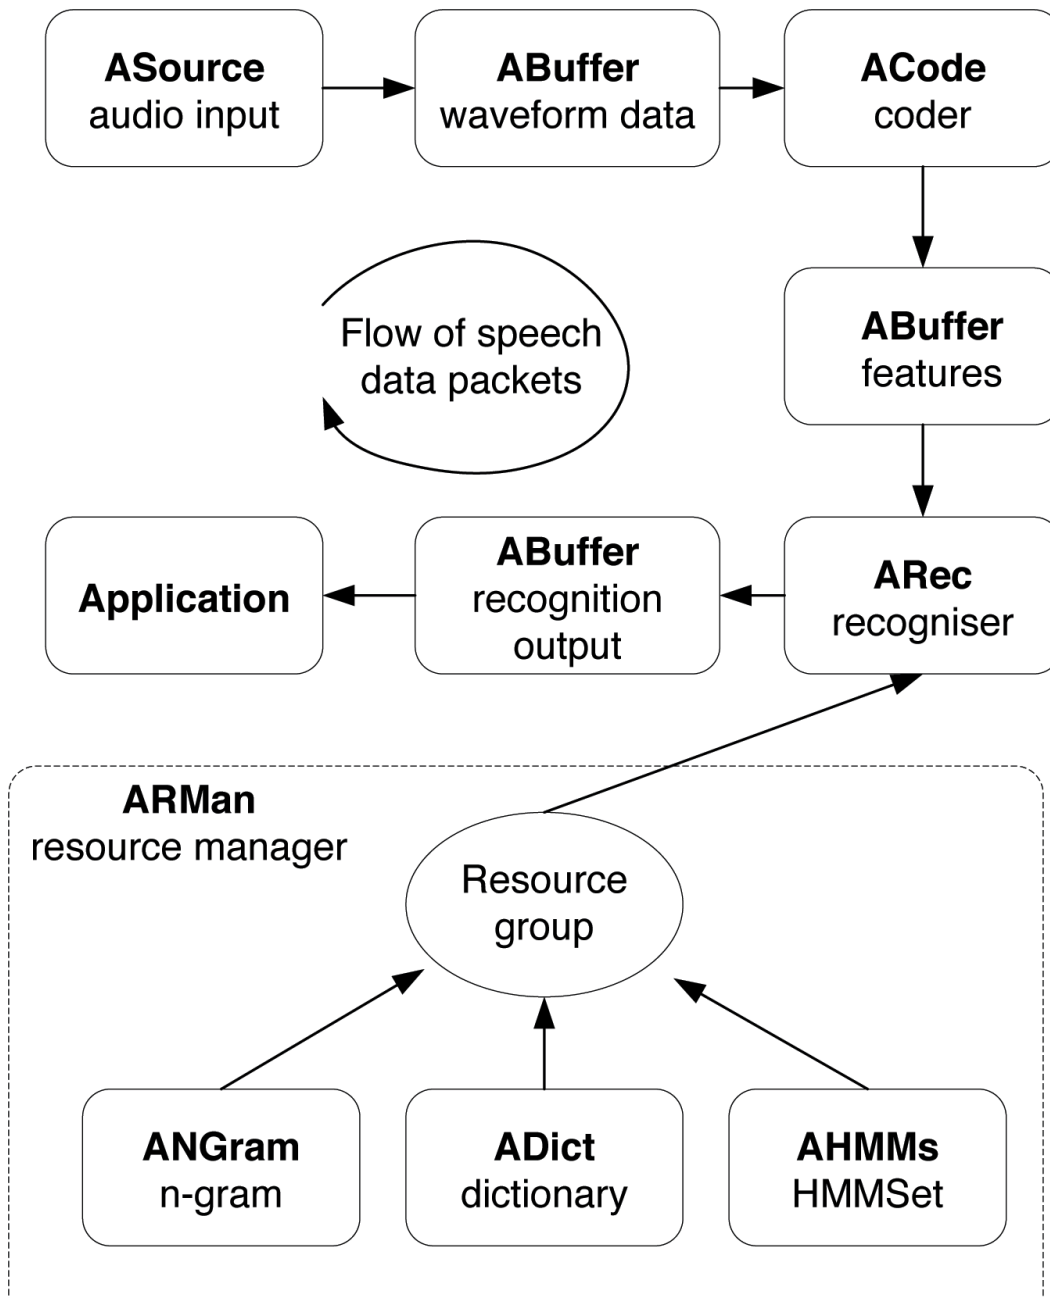 ASource
audio input
ABuffer
waveform data
ACode
coder
Flow of speech
data packets
ABuffer
features
Application
ABuffer
recognition
output
ARec
recogniser
ARMan
resource manager
Resource
group
ANGram
n-gram
ADict
dictionary
AHMMs
HMMSet